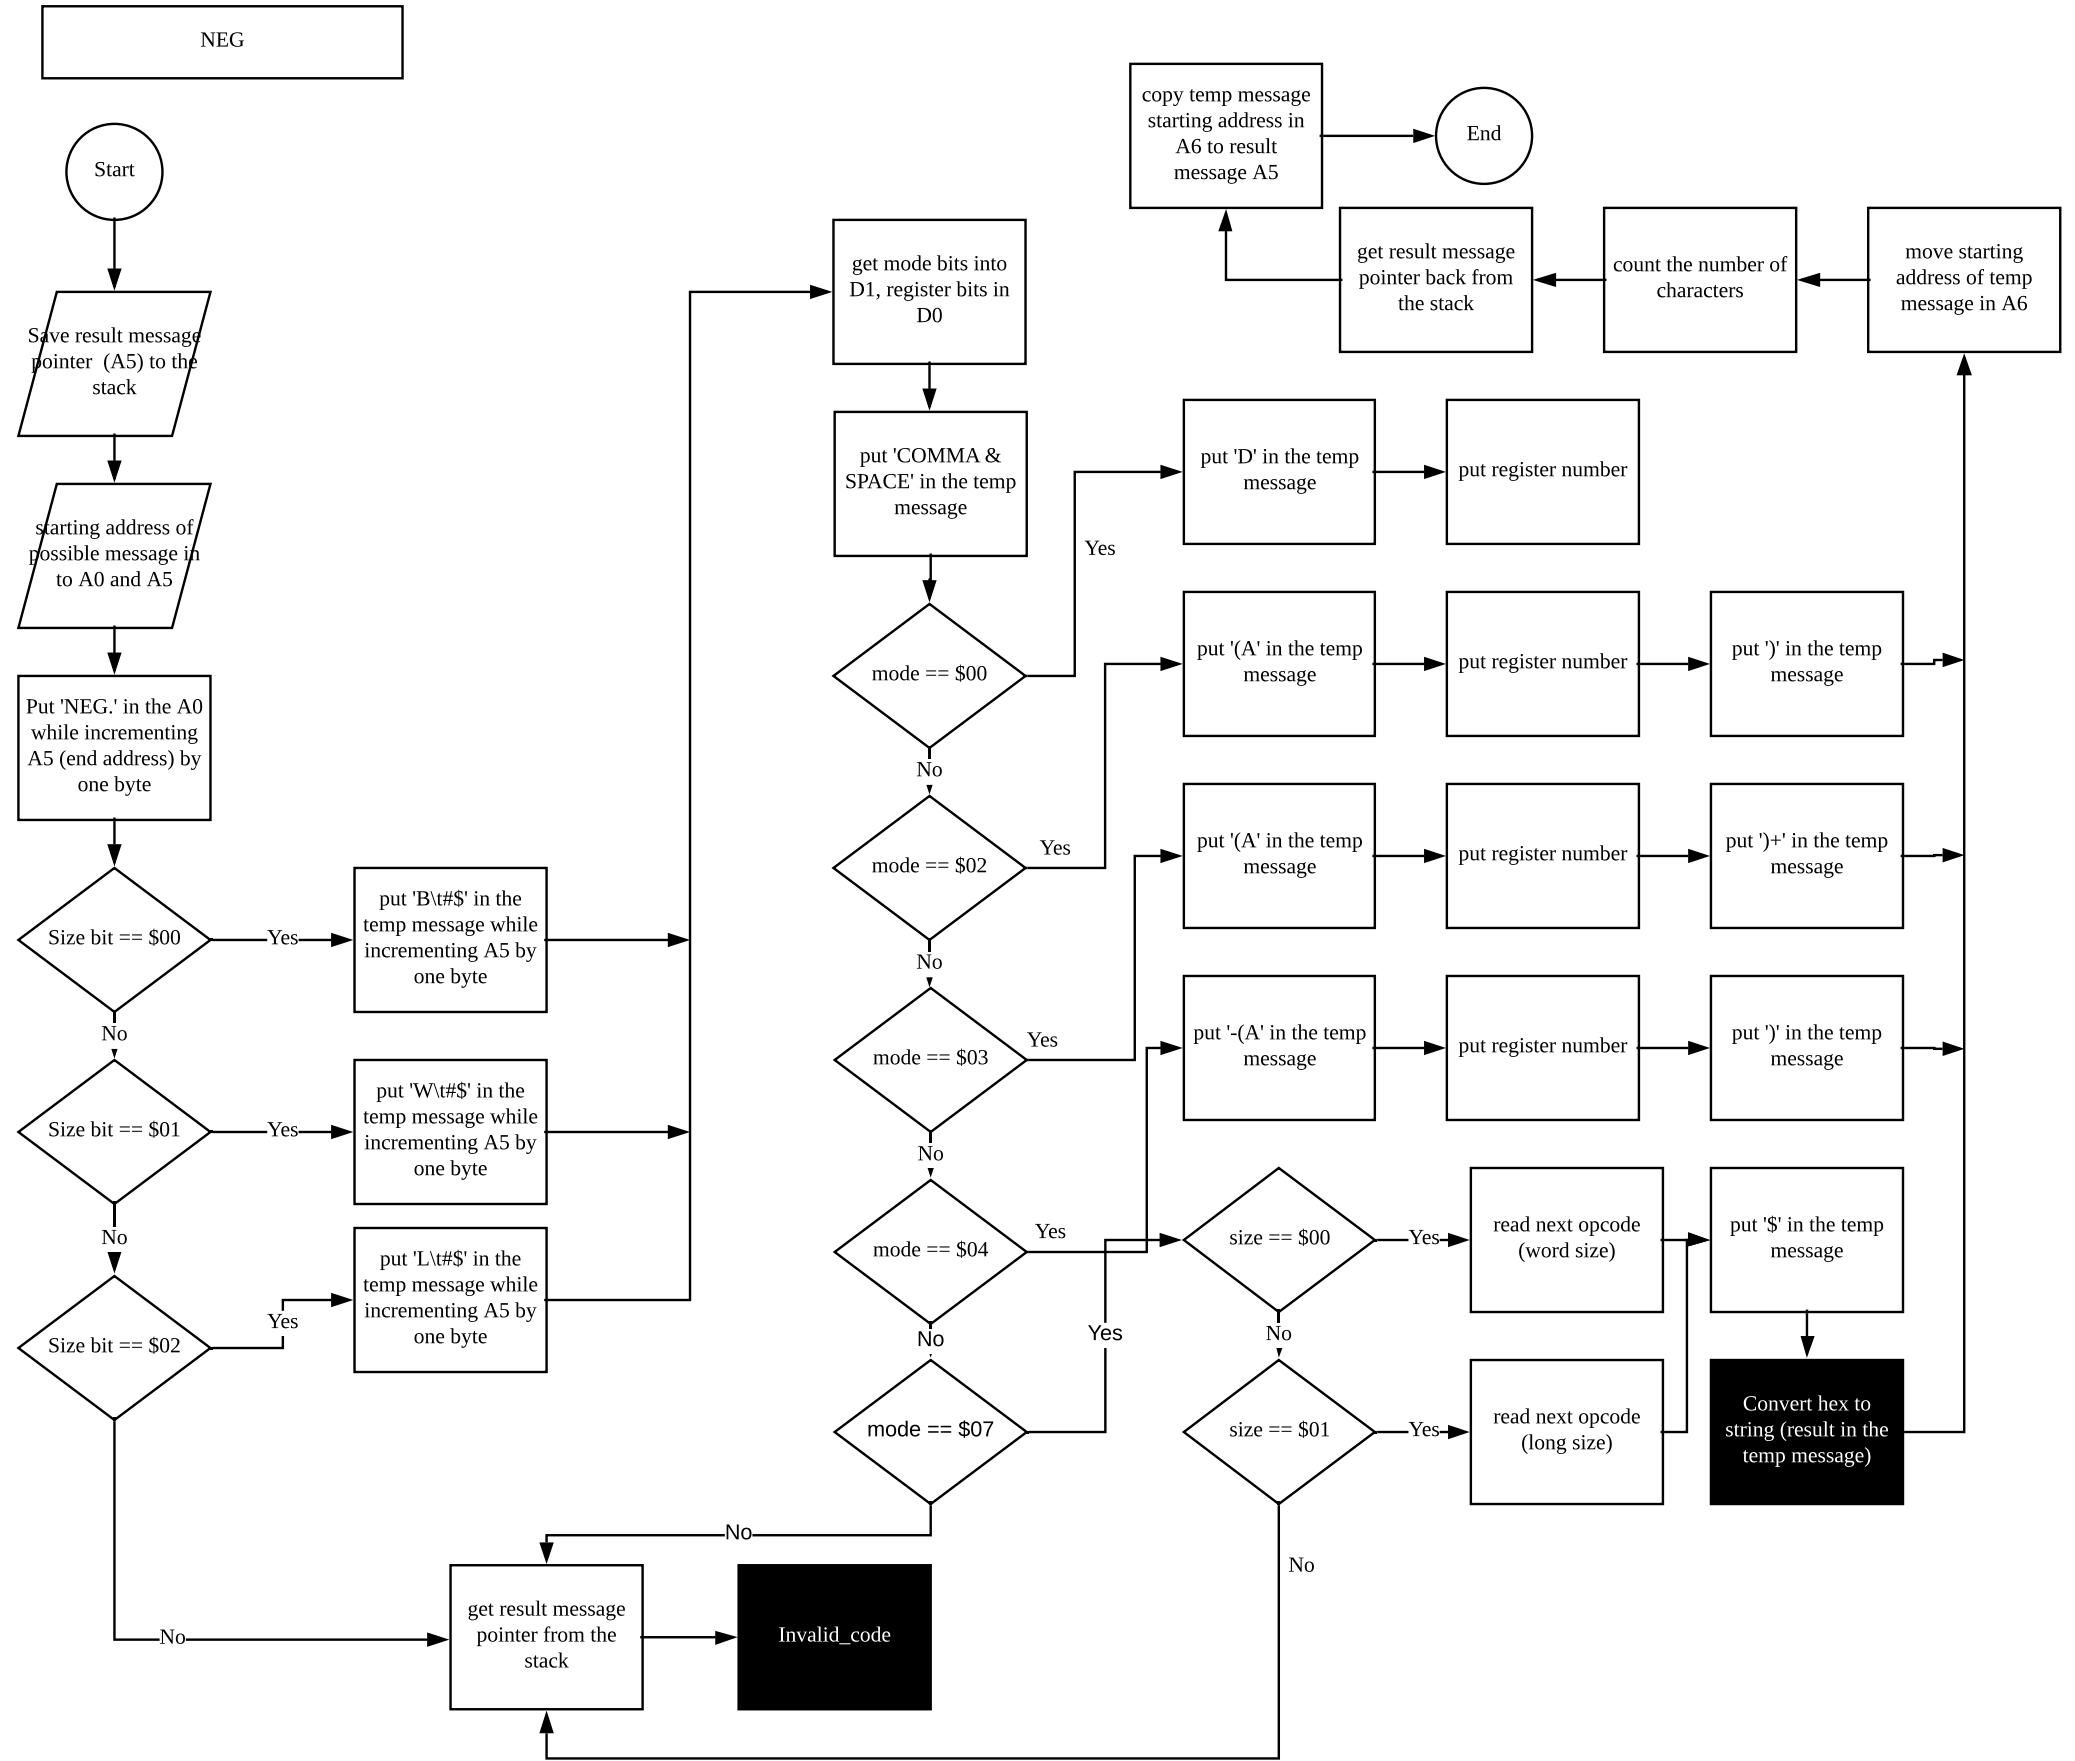 NEG
Start
Save result message
pointer  (A5) to the
stack
starting address of
possible message in
to A0 and A5
Put 'NEG.' in the A0
while incrementing
A5 (end address) by
one byte
Size bit == $00
Yes
put 'B\t#$' in the
temp message while
incrementing A5 by
one byte
No
Size bit == $01
Yes
put 'W\t#$' in the
temp message while
incrementing A5 by
one byte
No
Size bit == $02
Yes
put 'L\t#$' in the
temp message while
incrementing A5 by
one byte
No
get result message
pointer from the
stack
Invalid_code
get mode bits into
D1, register bits in
D0
put 'COMMA &
SPACE' in the temp
message
mode == $00
Yes
put 'D' in the temp
message
put register number
No
mode == $02
Yes
put '(A' in the temp
message
put register number
put ')' in the temp
message
No
mode == $03
Yes
put '(A' in the temp
message
put register number
put ')+' in the temp
message
No
mode == $04
Yes
put '-(A' in the temp
message
put register number
put ')' in the temp
message
No
mode == $07
Yes
No
size == $00
Yes
read next opcode
(word size)
put '$' in the temp
message
No
size == $01
Yes
read next opcode
(long size)
Convert hex to
string (result in the
temp message)
No
move starting
address of temp
message in A6
count the number of
characters
get result message
pointer back from
the stack
copy temp message
starting address in
A6 to result
message A5
End